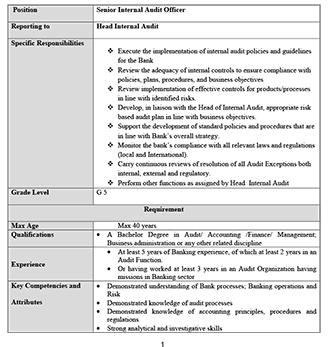 Position Senior Internal Audit Officer
Reporting to Head Internal Audit
Specific Responsibilities
❖ Execute the implementation of internal audit policies and guidelines
for the Bank
❖ Review the adequacy of internal controls to ensure compliance with
policies, plans, procedures, and business objectives
❖ Review implementation of effective controls for products/processes
in line with identified risks.
❖ Develop, in liaison with the Head of Internal Audit, appropriate risk
based audit plan in line with business objectives.
❖ Support the development of standard policies and procedures that are
in line with Bank's overall strategy.
❖ Monitor the bank's compliance with all relevant laws and regulations
(local and International).
❖ Carry continuous reviews of resolution of all Audit Exceptions both
internal, external and regulatory.
❖ Perform other functions as assigned by Head Internal Audit
Grade Level G 5
Requirement
Max Age Max 40 years
Qualifications • A Bachelor Degree in Audit/ Accounting /Finance/ Management,
Business administration or any other related discipline
Experience
• At least 5 years of Banking experience, of which at least 2 years in an
Audit Function.
• Or having worked at least 3 years in an Audit Organization having
missions in Banking sector
Key Competencies and
Attributes
• Demonstrated understanding of Bank processes; Banking operations and
Risk
• Demonstrated knowledge of audit processes
• Demonstrated knowledge of accounting principles, procedures and
regulations
• Strong analytical and investigative skills
1